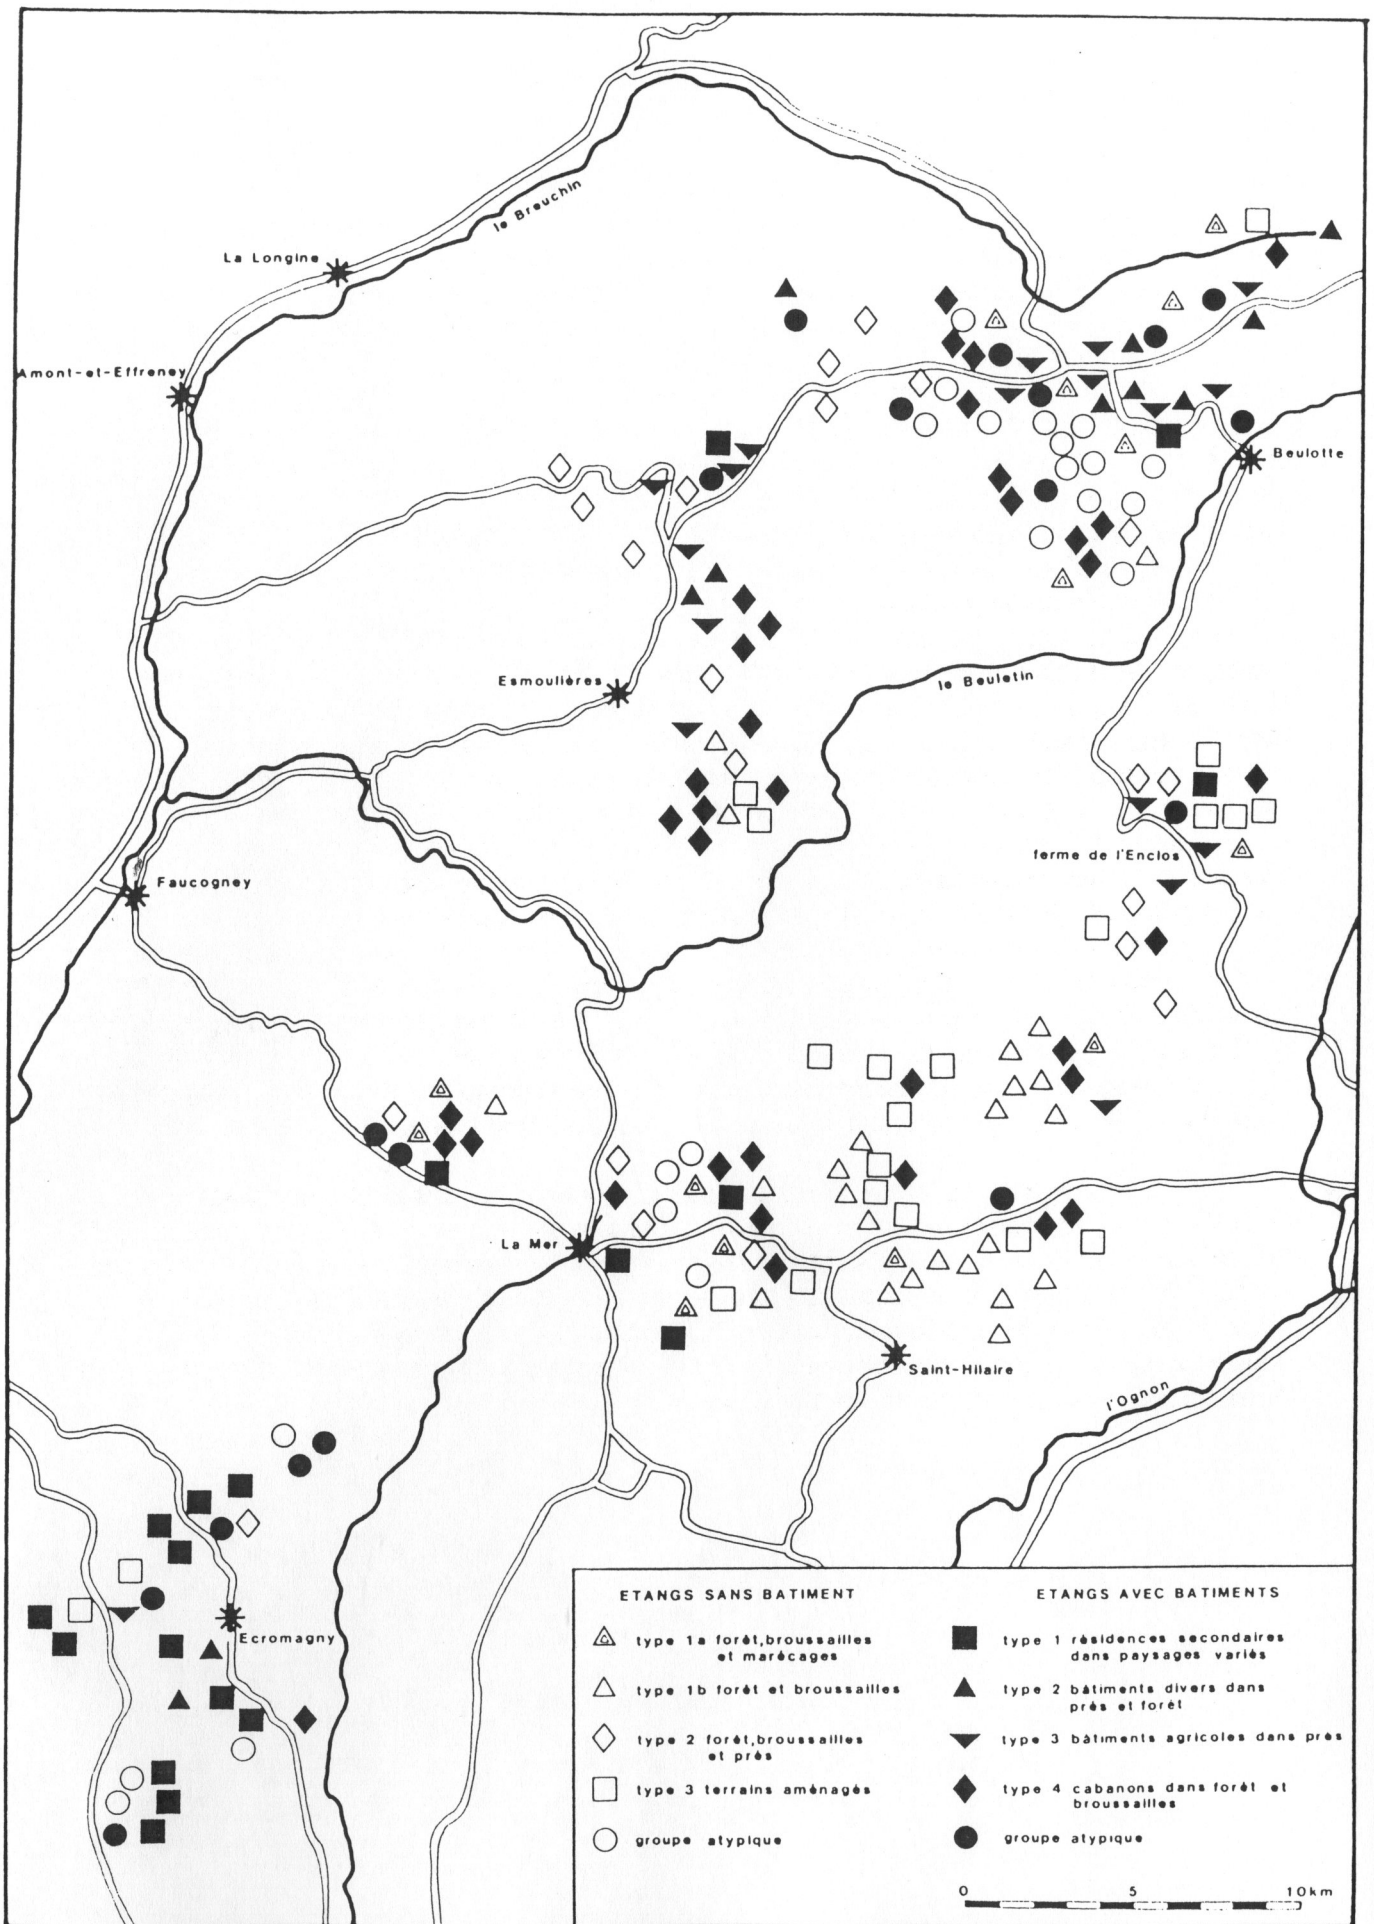 le Breuchin
La Longine
Amont-et-Effreney
Beulotte
Esmoulières
le Beuletin
ferme de l'Enclos
Faucogney
La Mer
Saint-Hilaire
l'Ognon
Ecromagny
ETANGS SANS BATIMENT
type 1a forêt,broussailles
et marécages
type 1b forêt et broussailles
type 2 forêt,broussailles
et prés
type 3 terrains aménagés
groupe atypique
ETANGS AVEC BATIMENTS
type 1 résidences secondaires
dans paysages variés
type 2 bâtiments divers dans
prés et forêt
type 3 bâtiments agricoles dans prés
type 4 cabanons dans forêt et
broussailles
groupe atypique
0 5 10km